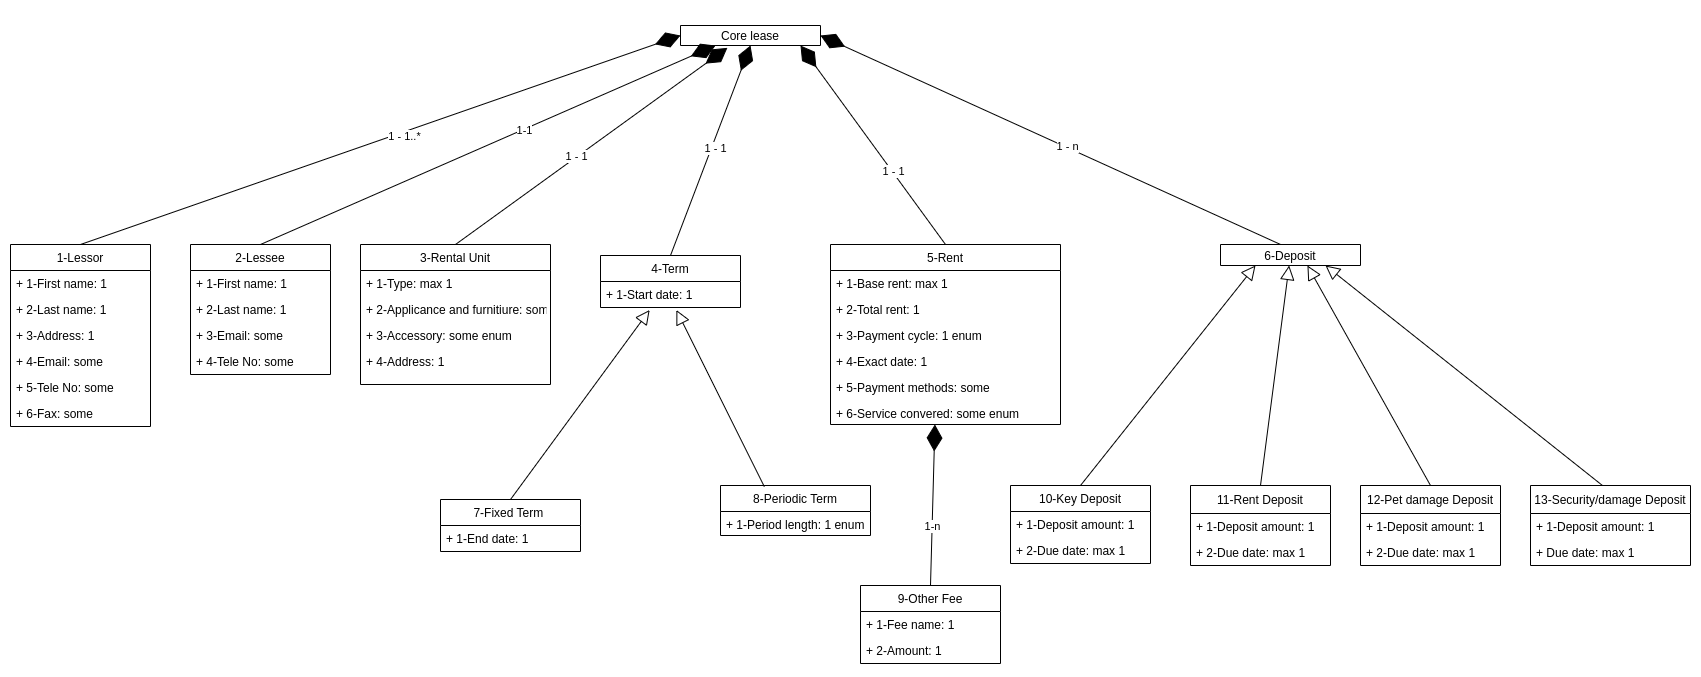 Core lease
1 - 1..*
1-1
1 - 1
1 - 1
1 - 1
1 - n
1-Lessor
+ 1-First name: 1
+ 2-Last name: 1
+ 3-Address: 1
+ 4-Email: some
+ 5-Tele No: some
+ 6-Fax: some
2-Lessee
+ 1-First name: 1
+ 2-Last name: 1
+ 3-Email: some
+ 4-Tele No: some
3-Rental Unit
+ 1-Type: max 1
+ 2-Applicance and furnitiure: som
+ 3-Accessory: some enum
+ 4-Address: 1
4-Term
+ 1-Start date: 1
5-Rent
+ 1-Base rent: max 1
+ 2-Total rent: 1
+ 3-Payment cycle: 1 enum
+ 4-Exact date: 1
+ 5-Payment methods: some
+ 6-Service convered: some enum
6-Deposit
7-Fixed Term
+ 1-End date: 1
8-Periodic Term
+ 1-Period length: 1 enum
1-n
9-Other Fee
+ 1-Fee name: 1
+ 2-Amount: 1
10-Key Deposit
+ 1-Deposit amount: 1
+ 2-Due date: max 1
11-Rent Deposit
+ 1-Deposit amount: 1
+ 2-Due date: max 1
12-Pet damage Deposit
+ 1-Deposit amount: 1
+ 2-Due date: max 1
13-Security/damage Deposit
+ 1-Deposit amount: 1
+ Due date: max 1